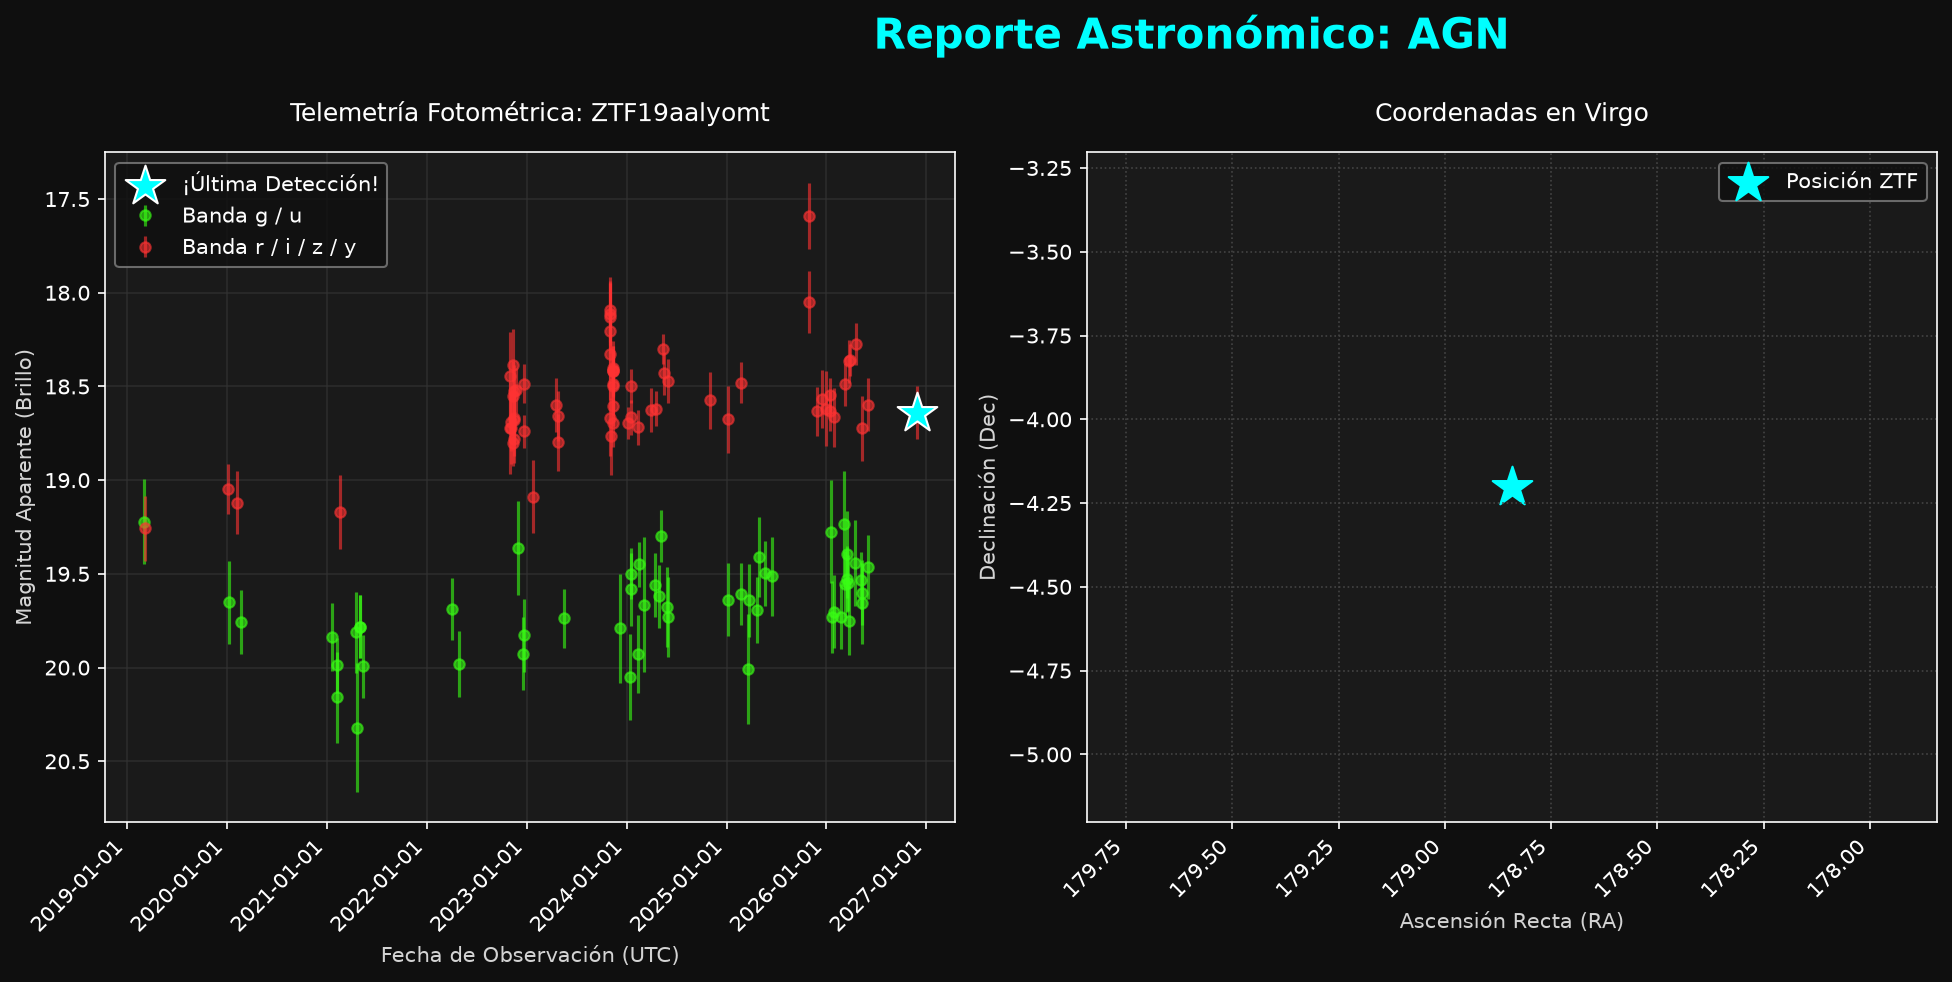 Reporte Astronómico: AGN
Telemetría Fotométrica: ZTF19aalyomt
¡Última Detección!
Banda g / u
Banda r / i / z / y
Magnitud Aparente (Brillo)
17.5
18.0
18.5
19.0
19.5
20.0
20.5
2019-01-01
2020-01-01
2021-01-01
2022-01-01
2023-01-01
2024-01-01
2025-01-01
2026-01-01
2027-01-01
Fecha de Observación (UTC)
Coordenadas en Virgo
Posición ZTF
Declinación (Dec)
−3.25
−3.50
−3.75
−4.00
−4.25
−4.50
−4.75
−5.00
179.75
179.50
179.25
179.00
178.75
178.50
178.25
178.00
Ascensión Recta (RA)